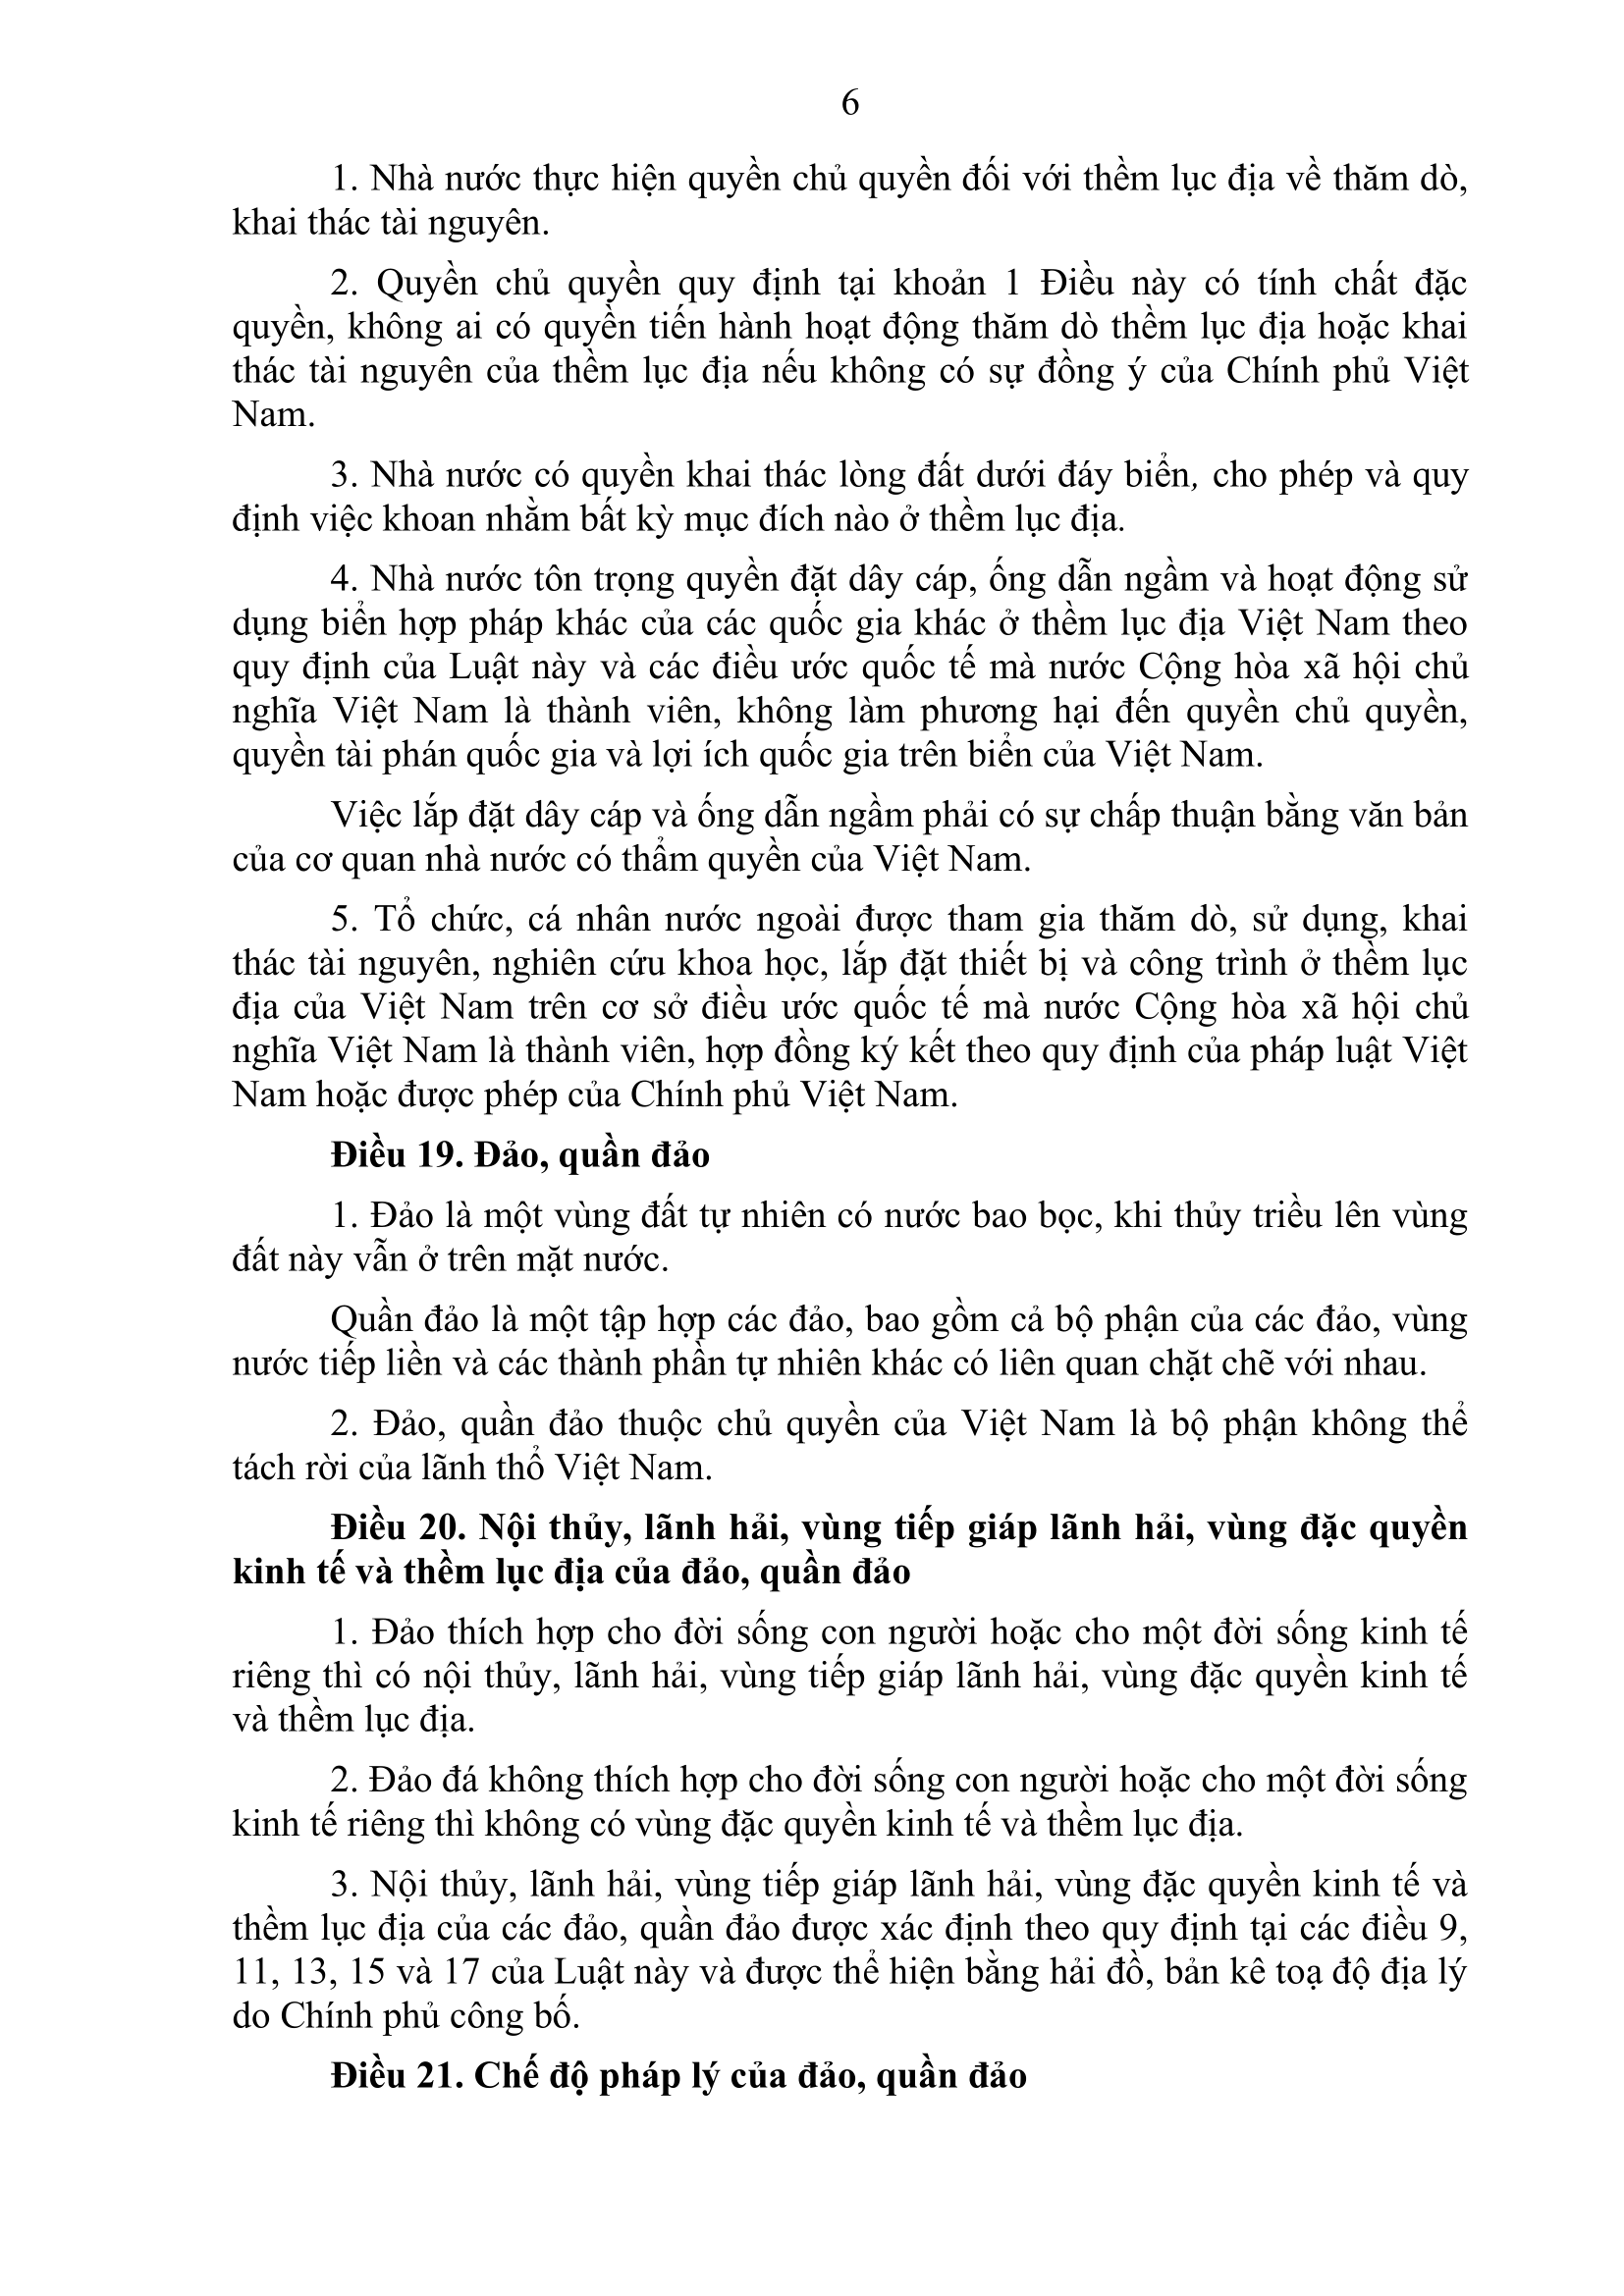 6
1. Nhà nước thực hiện quyền chủ quyền đối với thềm lục địa về thăm dò,
khai thác tài nguyên.
2. Quyền chủ quyền quy định tại khoản 1 Điều này có tính chất đặc
quyền, không ai có quyền tiến hành hoạt động thăm dò thềm lục địa hoặc khai
thác tài nguyên của thềm lục địa nếu không có sự đồng ý của Chính phủ Việt
Nam.
3. Nhà nước có quyền khai thác lòng đất dưới đáy biển, cho phép và quy
định việc khoan nhằm bất kỳ mục đích nào ở thềm lục địa.
4. Nhà nước tôn trọng quyền đặt dây cáp, ống dẫn ngầm và hoạt động sử
dụng biển hợp pháp khác của các quốc gia khác ở thềm lục địa Việt Nam theo
quy định của Luật này và các điều ước quốc tế mà nước Cộng hòa xã hội chủ
nghĩa Việt Nam là thành viên, không làm phương hại đến quyền chủ quyền,
quyền tài phán quốc gia và lợi ích quốc gia trên biển của Việt Nam.
Việc lắp đặt dây cáp và ống dẫn ngầm phải có sự chấp thuận bằng văn bản
của cơ quan nhà nước có thẩm quyền của Việt Nam.
5. Tổ chức, cá nhân nước ngoài được tham gia thăm dò, sử dụng, khai
thác tài nguyên, nghiên cứu khoa học, lắp đặt thiết bị và công trình ở thềm lục
địa của Việt Nam trên cơ sở điều ước quốc tế mà nước Cộng hòa xã hội chủ
nghĩa Việt Nam là thành viên, hợp đồng ký kết theo quy định của pháp luật Việt
Nam hoặc được phép của Chính phủ Việt Nam.
Điều 19. Đảo, quần đảo
1. Đảo là một vùng đất tự nhiên có nước bao bọc, khi thủy triều lên vùng
đất này vẫn ở trên mặt nước.
Quần đảo là một tập hợp các đảo, bao gồm cả bộ phận của các đảo, vùng
nước tiếp liền và các thành phần tự nhiên khác có liên quan chặt chẽ với nhau.
2. Đảo, quần đảo thuộc chủ quyền của Việt Nam là bộ phận không thể
tách rời của lãnh thổ Việt Nam.
Điều 20. Nội thủy, lãnh hải, vùng tiếp giáp lãnh hải, vùng đặc quyền
kinh tế và thềm lục địa của đảo, quần đảo
1. Đảo thích hợp cho đời sống con người hoặc cho một đời sống kinh tế
riêng thì có nội thủy, lãnh hải, vùng tiếp giáp lãnh hải, vùng đặc quyền kinh tế
và thềm lục địa.
2. Đảo đá không thích hợp cho đời sống con người hoặc cho một đời sống
kinh tế riêng thì không có vùng đặc quyền kinh tế và thềm lục địa.
3. Nội thủy, lãnh hải, vùng tiếp giáp lãnh hải, vùng đặc quyền kinh tế và
thềm lục địa của các đảo, quần đảo được xác định theo quy định tại các điều 9,
11, 13, 15 và 17 của Luật này và được thể hiện bằng hải đồ, bản kê toạ độ địa lý
do Chính phủ công bố.
Điều 21. Chế độ pháp lý của đảo, quần đảo